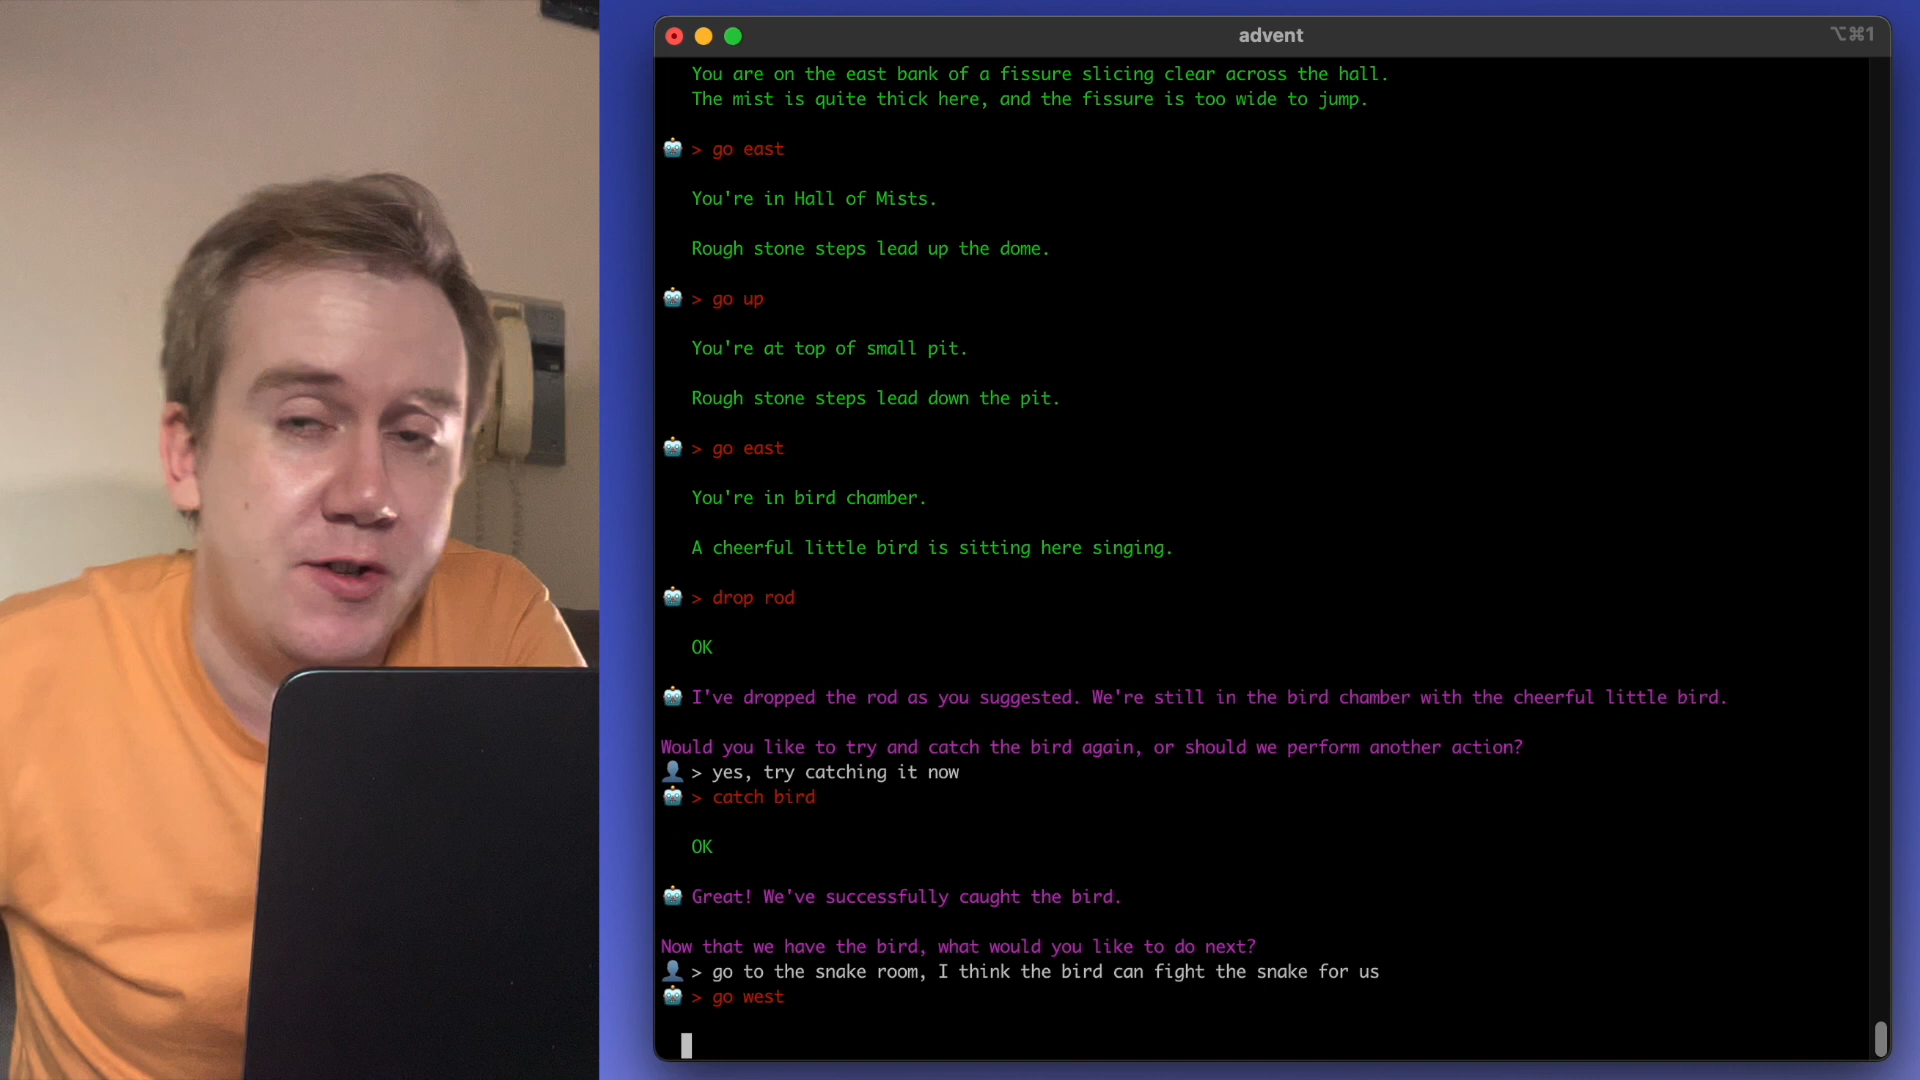 advent
⌥⌘1
You are on the east bank of a fissure slicing clear across the hall.
The mist is quite thick here, and the fissure is too wide to jump.
> go east
You're in Hall of Mists.
Rough stone steps lead up the dome.
> go up
You're at top of small pit.
Rough stone steps lead down the pit.
> go east
You're in bird chamber.
A cheerful little bird is sitting here singing.
> drop rod
OK
I've dropped the rod as you suggested. We're still in the bird chamber with the cheerful little bird.
Would you like to try and catch the bird again, or should we perform another action?
> yes, try catching it now
> catch bird
OK
Great! We've successfully caught the bird.
Now that we have the bird, what would you like to do next?
> go to the snake room, I think the bird can fight the snake for us
> go west